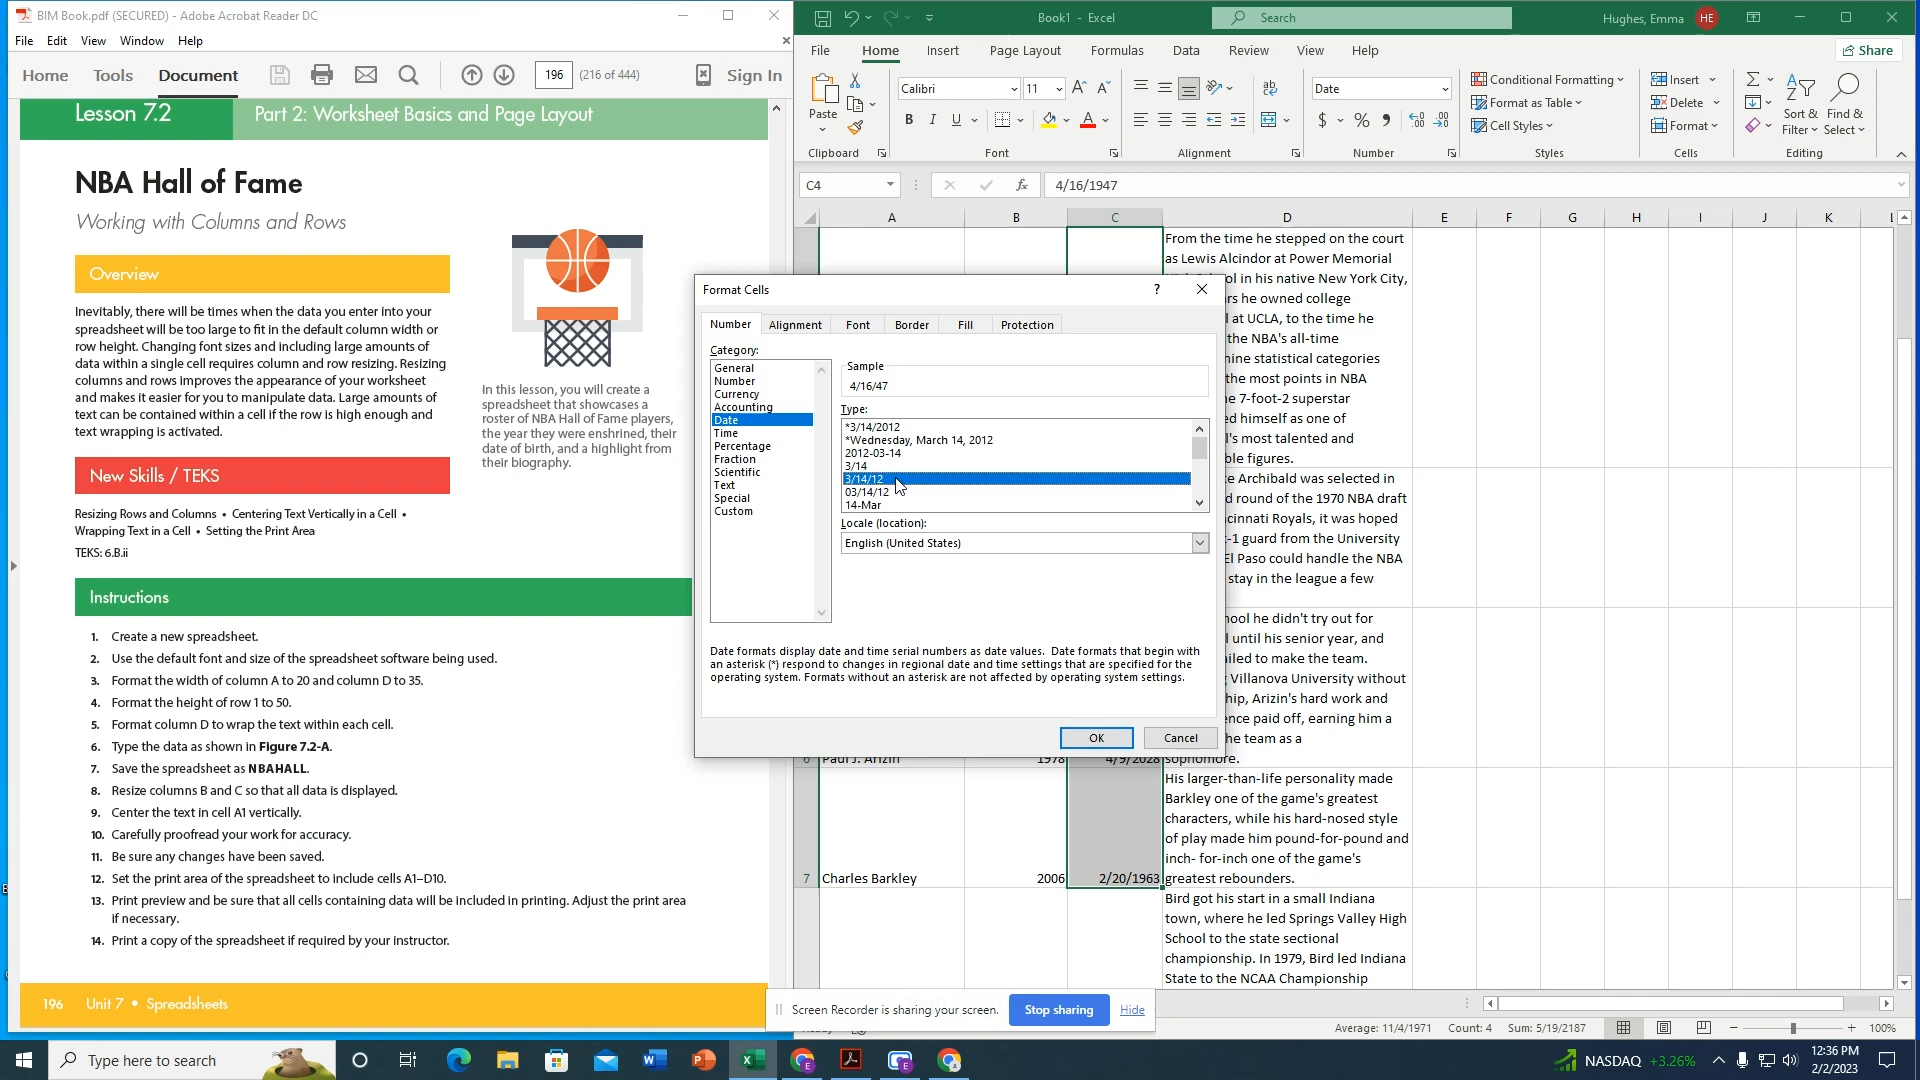 BIM Book.pdf (SECURED) - Adobe Acrobat Reader DC
File Edit View Window Help
Home Tools Document 196 (216 of 444) Sign In
Lesson 7.2 Part 2: Worksheet Basics and Page Layout
NBA Hall of Fame
Working with Columns and Rows
Overview
Inevitably, there will be times when the data you enter into your
spreadsheet will be too large to fit in the default column width or
row height. Changing font sizes and including large amounts of
data within a single cell requires column and row resizing. Resizing
columns and rows improves the appearance of your worksheet
and makes it easier for you to manipulate data. Large amounts of
text can be contained within a cell if the row is high enough and
text wrapping is activated.
In this lesson, you will create a
spreadsheet that showcases a
roster of NBA Hall of Fame players,
the year they were enshrined, their
date of birth, and a highlight from
their biography.
New Skills / TEKS
Resizing Rows and Columns • Centering Text Vertically in a Cell •
Wrapping Text in a Cell • Setting the Print Area
TEKS: 6.B.ii
Instructions
1. Create a new spreadsheet.
2. Use the default font and size of the spreadsheet software being used.
3. Format the width of column A to 20 and column D to 35.
4. Format the height of row 1 to 50.
5. Format column D to wrap the text within each cell.
6. Type the data as shown in Figure 7.2-A.
7. Save the spreadsheet as NBAHALL.
8. Resize columns B and C so that all data is displayed.
9. Center the text in cell A1 vertically.
10. Carefully proofread your work for accuracy.
11. Be sure any changes have been saved.
12. Set the print area of the spreadsheet to include cells A1–D10.
13. Print preview and be sure that all cells containing data will be included in printing. Adjust the print area
if necessary.
14. Print a copy of the spreadsheet if required by your instructor.
196 Unit 7 • Spreadsheets
Book1 - Excel
Search
Hughes, Emma HE
File Home Insert Page Layout Formulas Data Review View Help
Share
Paste
Calibri 11
B I U
Date
$ % ,
Conditional Formatting
Format as Table
Cell Styles
Insert
Delete
Format
Sort & Filter
Find & Select
Clipboard Font Alignment Number Styles Cells Editing
C4 fx 4/16/1947
A B C D E F G H I J K L
From the time he stepped on the court
as Lewis Alcindor at Power Memorial
ol in his native New York City,
rs he owned college
l at UCLA, to the time he
the NBA's all-time
nine statistical categories
the most points in NBA
e 7-foot-2 superstar
ed himself as one of
l's most talented and
ble figures.
e Archibald was selected in
d round of the 1970 NBA draft
cinnati Royals, it was hoped
-1 guard from the University
El Paso could handle the NBA
stay in the league a few
ool he didn't try out for
l until his senior year, and
ailed to make the team.
g Villanova University without
hip, Arizin's hard work and
ence paid off, earning him a
he team as a
6 Paul J. Arizin 1978 4/9/2028 sophomore.
His larger-than-life personality made
Barkley one of the game's greatest
characters, while his hard-nosed style
of play made him pound-for-pound and
inch- for-inch one of the game's
7 Charles Barkley 2006 2/20/1963 greatest rebounders.
Bird got his start in a small Indiana
town, where he led Springs Valley High
School to the state sectional
championship. In 1979, Bird led Indiana
State to the NCAA Championship
Format Cells ?
Number Alignment Font Border Fill Protection
Category:
General
Number
Currency
Accounting
Date
Time
Percentage
Fraction
Scientific
Text
Special
Custom
Sample
4/16/47
Type:
*3/14/2012
*Wednesday, March 14, 2012
2012-03-14
3/14
3/14/12
03/14/12
14-Mar
Locale (location):
English (United States)
Date formats display date and time serial numbers as date values. Date formats that begin with
an asterisk (*) respond to changes in regional date and time settings that are specified for the
operating system. Formats without an asterisk are not affected by operating system settings.
OK Cancel
Screen Recorder is sharing your screen. Stop sharing Hide
Average: 11/4/1971 Count: 4 Sum: 5/19/2187 100%
Type here to search
NASDAQ +3.26%
12:36 PM
2/2/2023